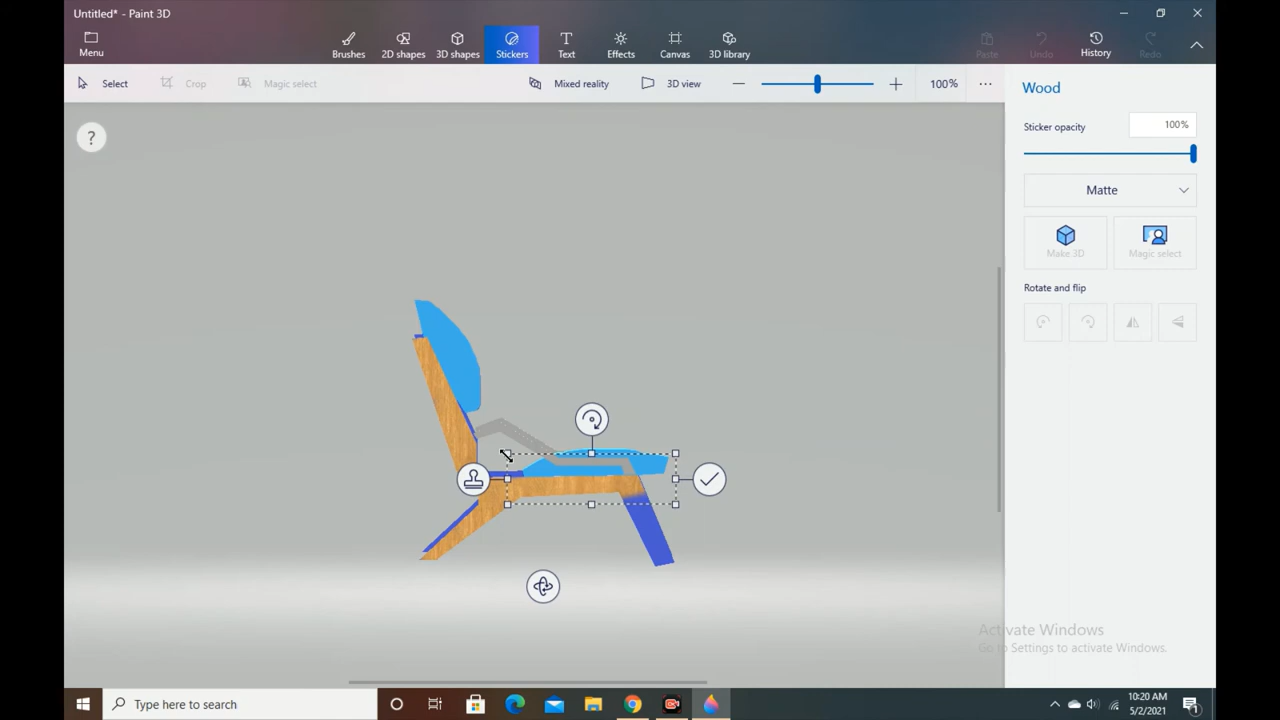 Untitled* - Paint 3D
Menu
Brushes
2D shapes
3D shapes
Stickers
Text
Effects
Canvas
3D library
Paste
Undo
History
Redo
Select
Crop
Magic select
Mixed reality
3D view
100%
Wood
?
Sticker opacity
100%
Matte
Make 3D
Magic select
Rotate and flip
Activate Windows
Go to Settings to activate Windows.
Type here to search
10:20 AM
5/2/2021
1